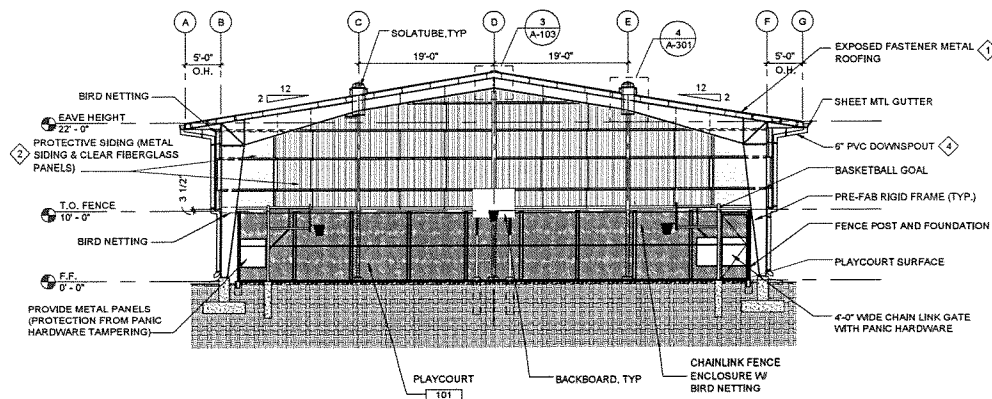 A
B
C
D
E
F
G
3
A-103
4
A-301
SOLATUBE,TYP
5'-0"
O.H.
19'-0"
19'-0"
5'-0"
O.H.
EXPOSED FASTENER METAL
ROOFING
1
12
2
12
2
BIRD NETTING
SHEET MTL GUTTER
EAVE HEIGHT
22' - 0"
2
PROTECTIVE SIDING (METAL
SIDING & CLEAR FIBERGLASS
PANELS)
6" PVC DOWNSPOUT
4
BASKETBALL GOAL
3 1/2"
PRE-FAB RIGID FRAME (TYP.)
T.O. FENCE
10' - 0"
FENCE POST AND FOUNDATION
BIRD NETTING
PLAYCOURT SURFACE
F.F.
0' - 0"
PROVIDE METAL PANELS
(PROTECTION FROM PANIC
HARDWARE TAMPERING)
4'-0" WIDE CHAIN LINK GATE
WITH PANIC HARDWARE
PLAYCOURT
101
BACKBOARD, TYP
CHAINLINK FENCE
ENCLOSURE W/
BIRD NETTING